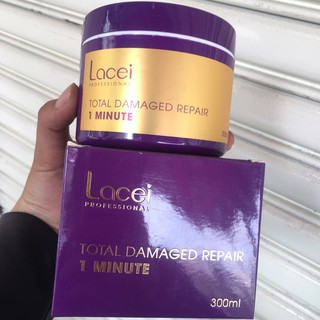 Lacei
PROFESSIONAL
TOTAL DAMAGED REPAIR
1 MINUTE
Lacei
PROFESSIONAL
TOTAL DAMAGED REPAIR
1 MINUTE
300ml